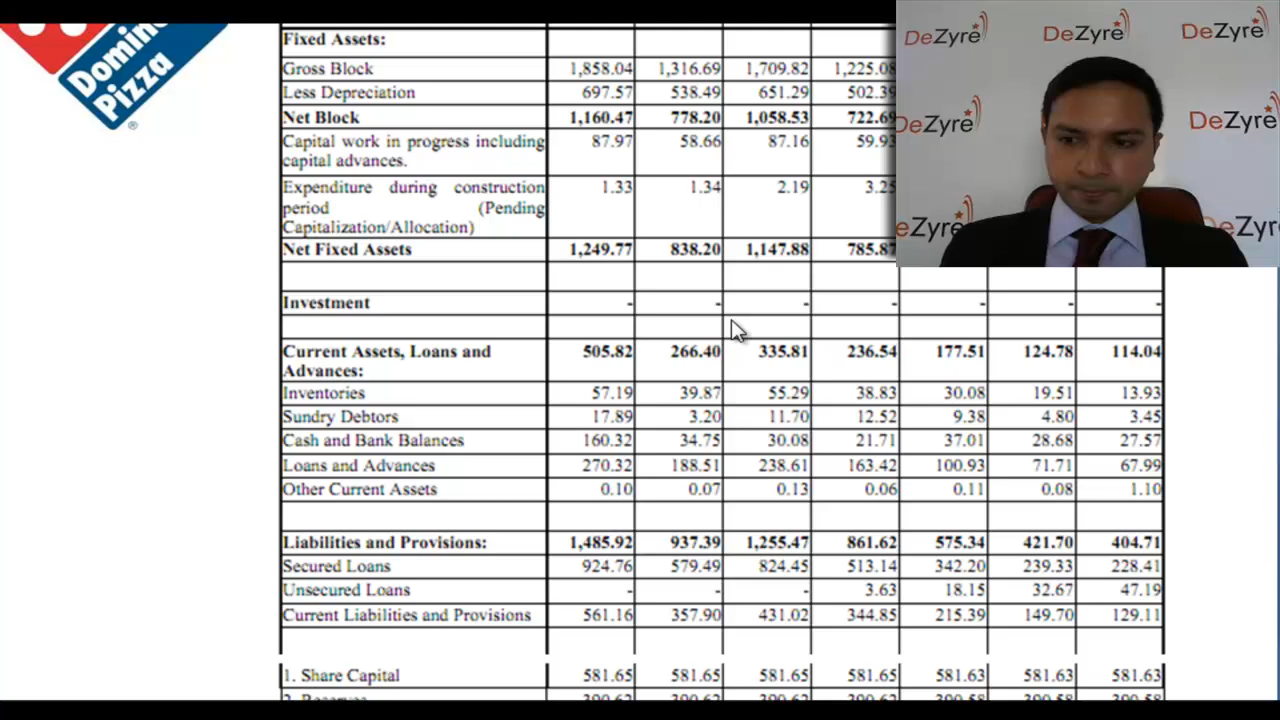 DeZyre DeZyre DeZyre
DeZyre DeZyre
DeZyre DeZyre
Domino
Pizza
®
Fixed Assets:
Gross Block 1,858.04 1,316.69 1,709.82 1,225.08
Less Depreciation 697.57 538.49 651.29 502.39
Net Block 1,160.47 778.20 1,058.53 722.69
Capital work in progress including 87.97 58.66 87.16 59.93
capital advances.
Expenditure during construction 1.33 1.34 2.19 3.25
period (Pending
Capitalization/Allocation)
Net Fixed Assets 1,249.77 838.20 1,147.88 785.87
Investment - - - - - - -
Current Assets, Loans and 505.82 266.40 335.81 236.54 177.51 124.78 114.04
Advances:
Inventories 57.19 39.87 55.29 38.83 30.08 19.51 13.93
Sundry Debtors 17.89 3.20 11.70 12.52 9.38 4.80 3.45
Cash and Bank Balances 160.32 34.75 30.08 21.71 37.01 28.68 27.57
Loans and Advances 270.32 188.51 238.61 163.42 100.93 71.71 67.99
Other Current Assets 0.10 0.07 0.13 0.06 0.11 0.08 1.10
Liabilities and Provisions: 1,485.92 937.39 1,255.47 861.62 575.34 421.70 404.71
Secured Loans 924.76 579.49 824.45 513.14 342.20 239.33 228.41
Unsecured Loans - - - 3.63 18.15 32.67 47.19
Current Liabilities and Provisions 561.16 357.90 431.02 344.85 215.39 149.70 129.11
1. Share Capital 581.65 581.65 581.65 581.65 581.63 581.63 581.63